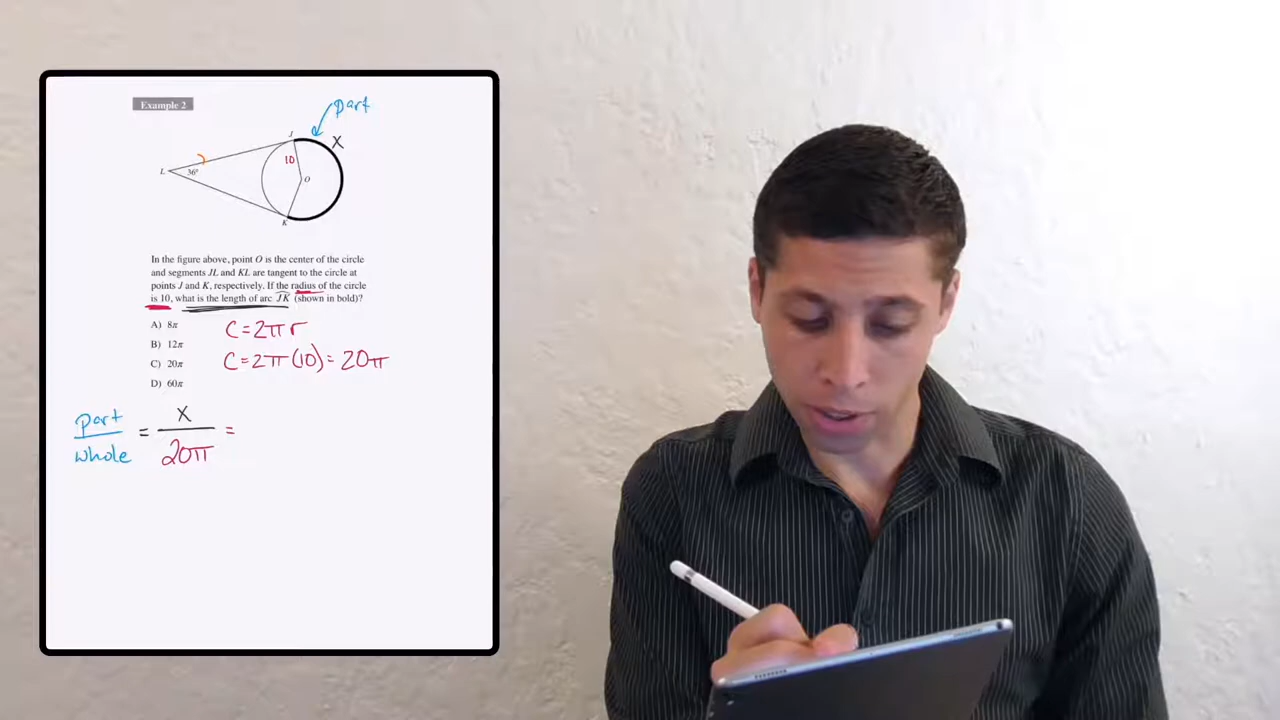 Example 2
part
J
X
10
L
36°
O
K
In the figure above, point O is the center of the circle
and segments JL and KL are tangent to the circle at
points J and K, respectively. If the radius of the circle
is 10, what is the length of arc JK (shown in bold)?
A) 8π
B) 12π
C) 20π
D) 60π
C = 2πr
C = 2π(10) = 20π
part
whole
= X
20π
=